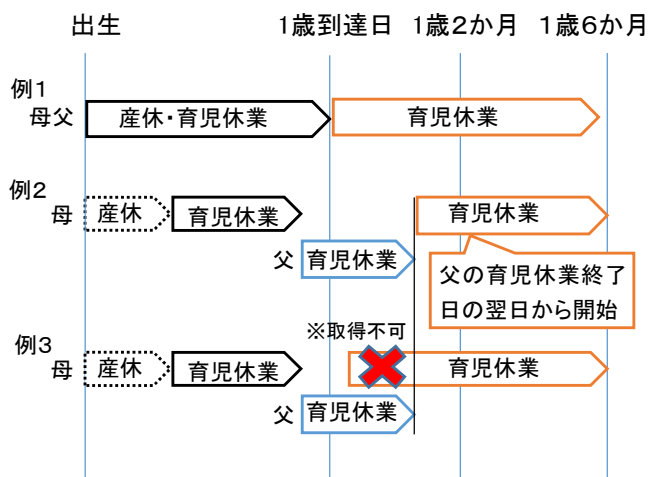 出生 1歳到達日 1歳2か月 1歳6か月
例1
母父 産休・育児休業 育児休業
例2
母 産休 育児休業 育児休業
父 育児休業
父の育児休業終了
日の翌日から開始
※取得不可
例3
母 産休 育児休業 育児休業
父 育児休業